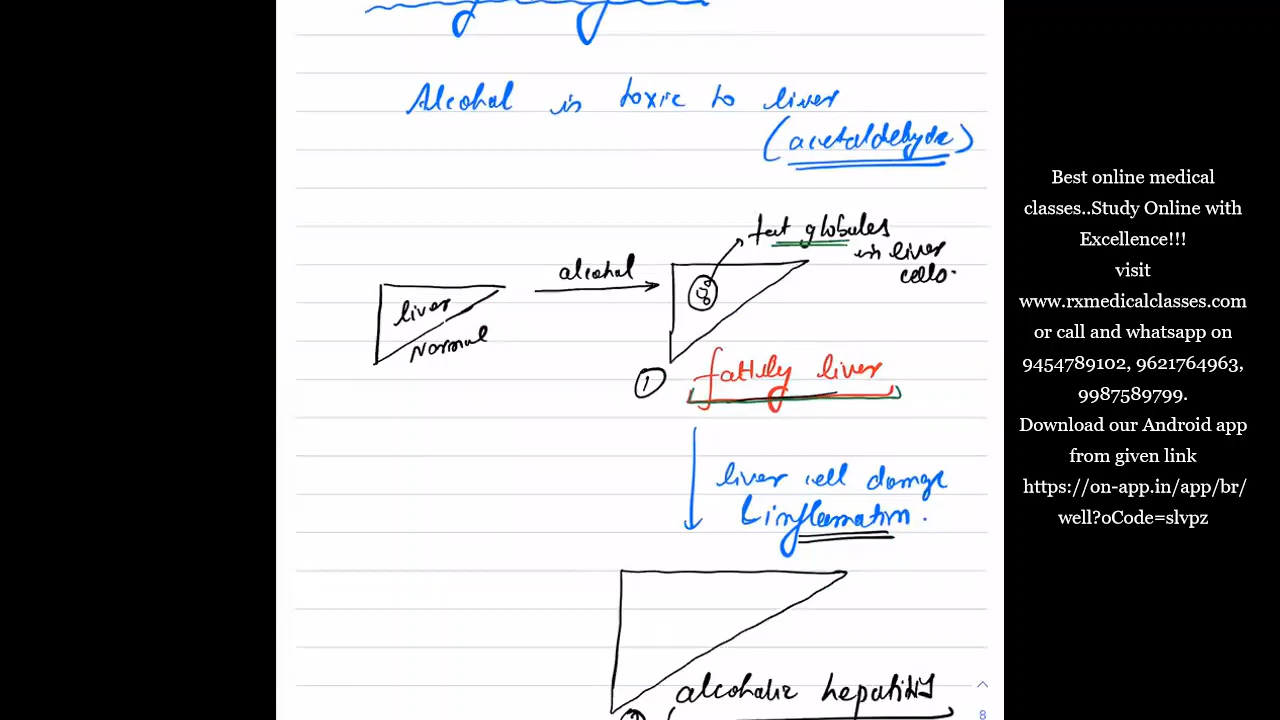 Alcohal is toxic to liver
(acetaldehyde)
fat globules
in liver
cells.
alcohal
liver
Normal
① fattily liver
liver cell damage
& inflammation.
alcoholic hepatitis
8
Best online medical
classes..Study Online with
Excellence!!!
visit
www.rxmedicalclasses.com
or call and whatsapp on
9454789102, 9621764963,
9987589799.
Download our Android app
from given link
https://on-app.in/app/br/
well?oCode=slvpz